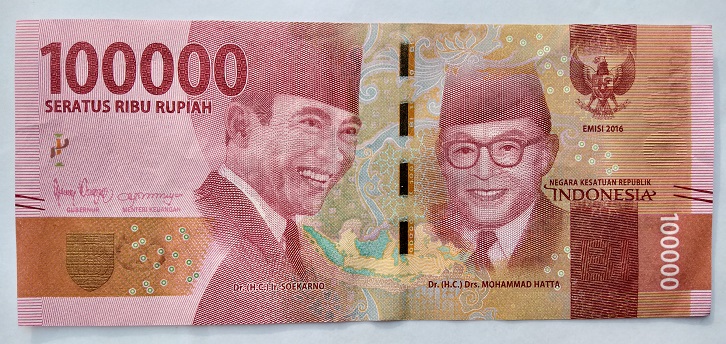 100000
SERATUS RIBU RUPIAH
EMISI 2016
NEGARA KESATUAN REPUBLIK
INDONESIA
GUBERNUR
MENTERI KEUANGAN
100000
Dr. (H.C.) Ir. SOEKARNO
Dr. (H.C.) Drs. MOHAMMAD HATTA